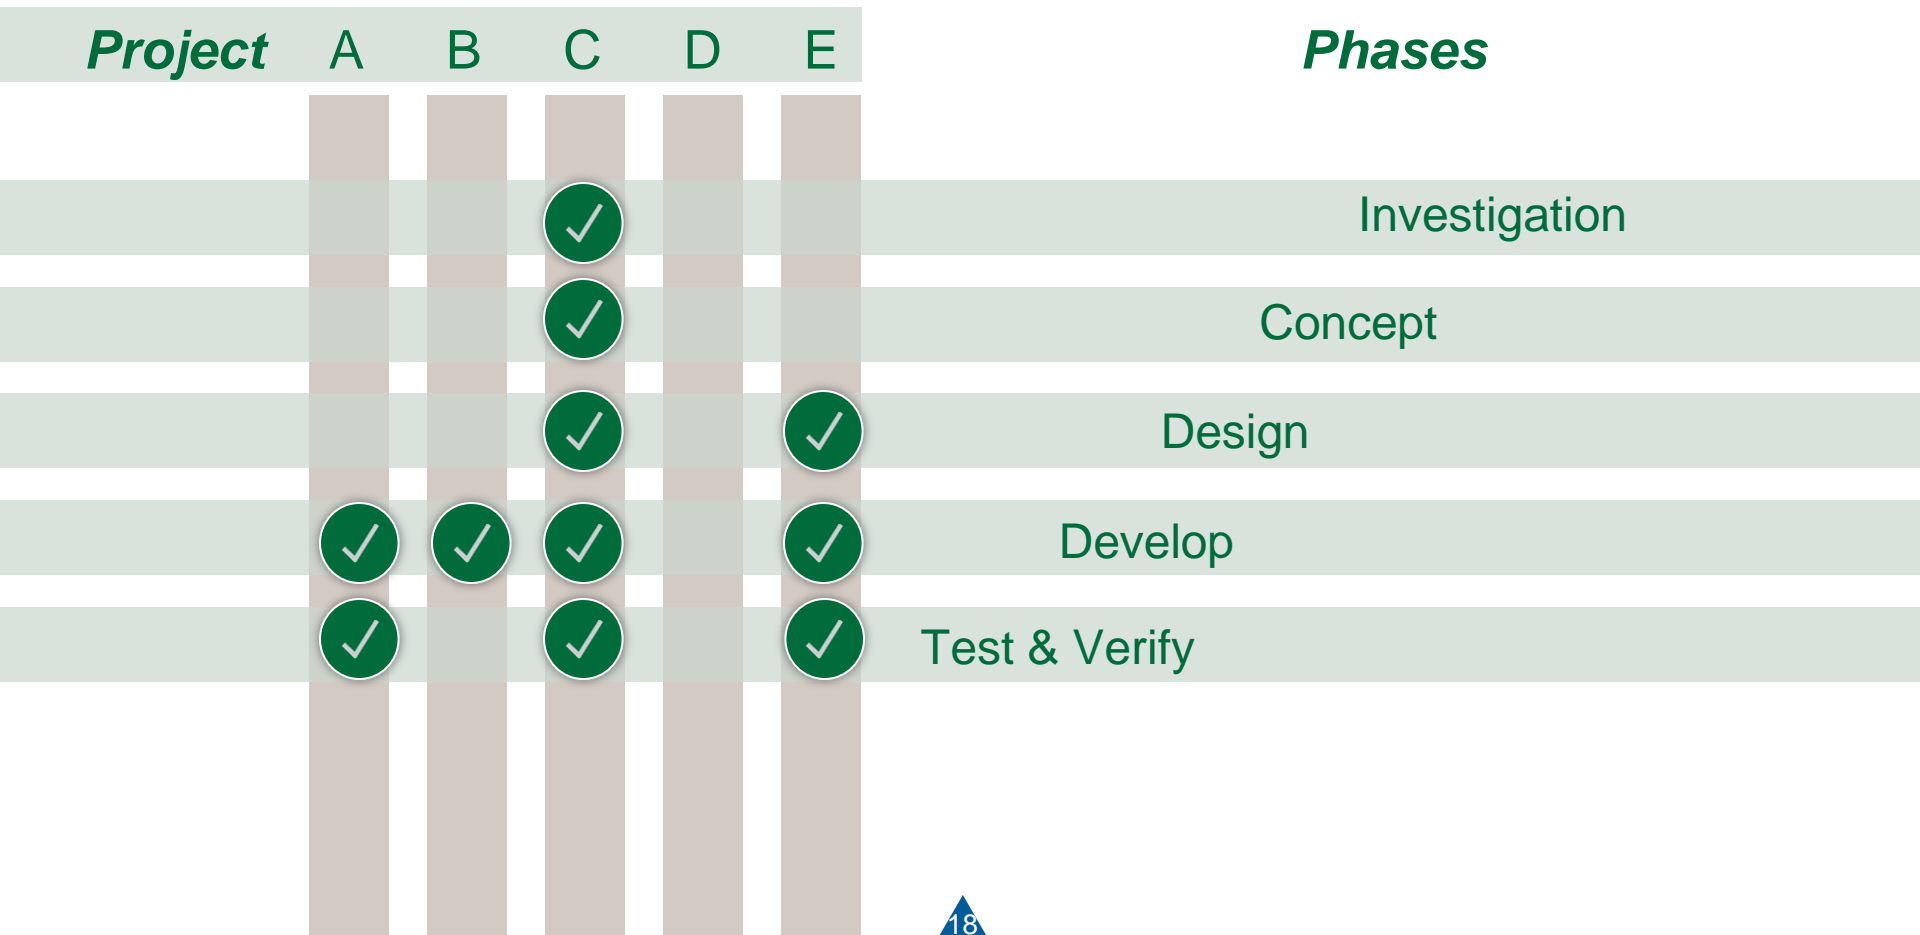 Project A B C D E Phases
Investigation
Concept
Design
Develop
Test & Verify
18